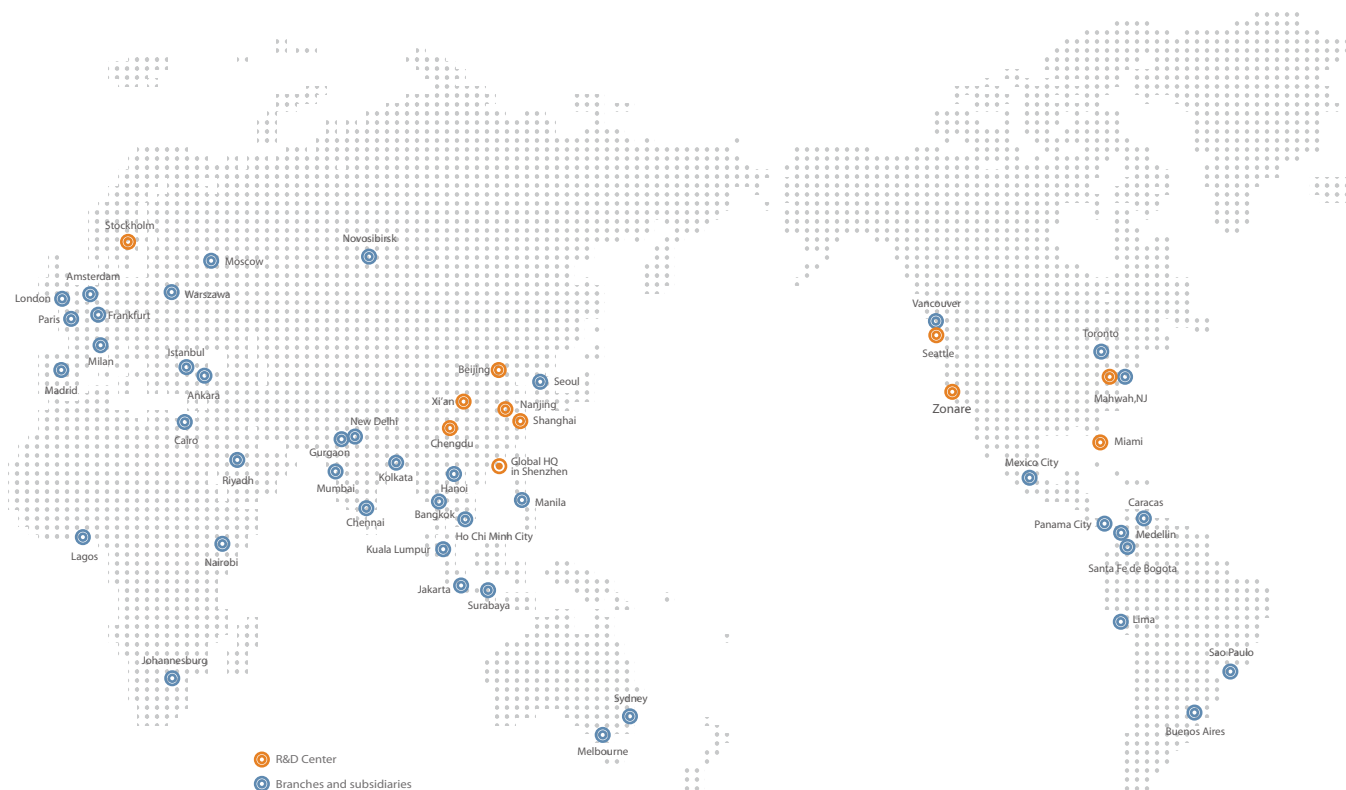 Stockholm
Novosibirsk
Moscow
Amsterdam
London
Warszawa
Paris
Frankfurt
Milan
Istanbul
Madrid
Ankara
Cairo
Riyadh
Lagos
Nairobi
Johannesburg
Beijing
Seoul
Xi'an
Nanjing
Shanghai
Chengdu
New Delhi
Gurgaon
Mumbai
Kolkata
Chennai
Global HQ
in Shenzhen
Hanoi
Bangkok
Manila
Ho Chi Minh City
Kuala Lumpur
Jakarta
Surabaya
Sydney
Melbourne
Vancouver
Seattle
Zonare
Toronto
Mahwah,NJ
Miami
Mexico City
Caracas
Panama City
Medellin
Santa Fe de Bogota
Lima
Sao Paulo
Buenos Aires
R&D Center
Branches and subsidiaries